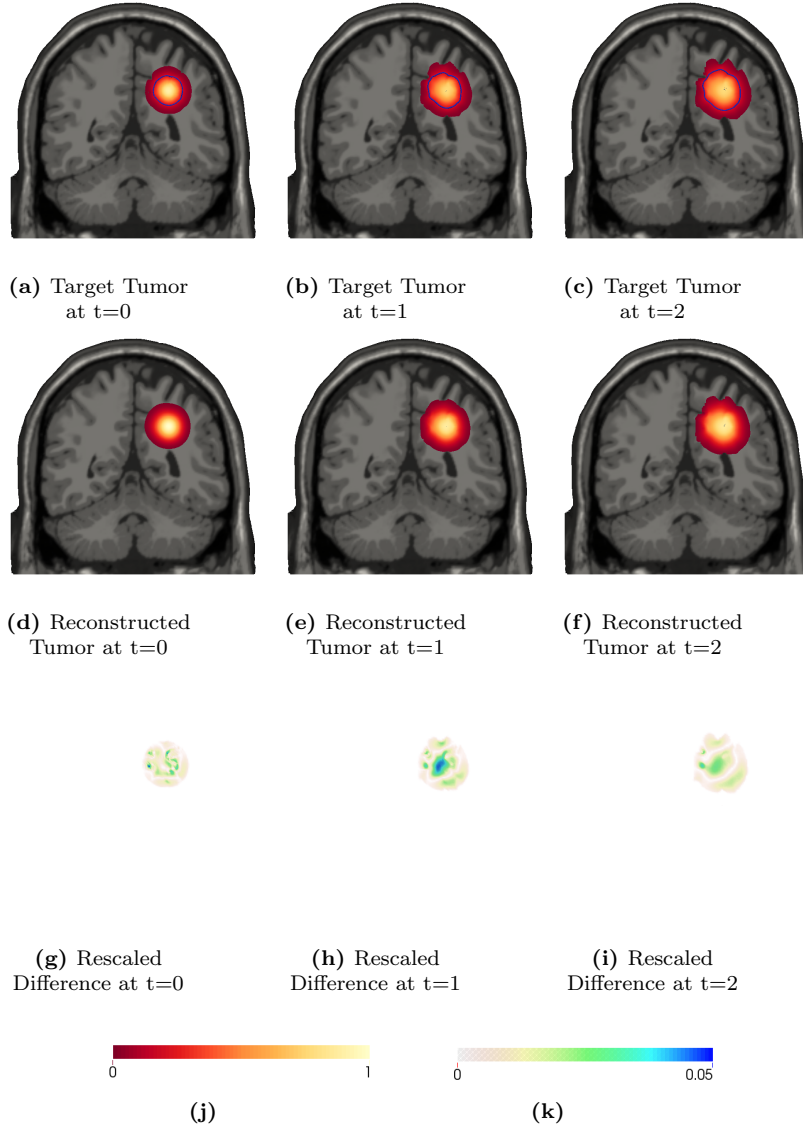 (a) Target Tumor
at t=0
(b) Target Tumor
at t=1
(c) Target Tumor
at t=2
(d) Reconstructed
Tumor at t=0
(e) Reconstructed
Tumor at t=1
(f) Reconstructed
Tumor at t=2
(g) Rescaled
Difference at t=0
(h) Rescaled
Difference at t=1
(i) Rescaled
Difference at t=2
0 1
0 0.05
(j)
(k)